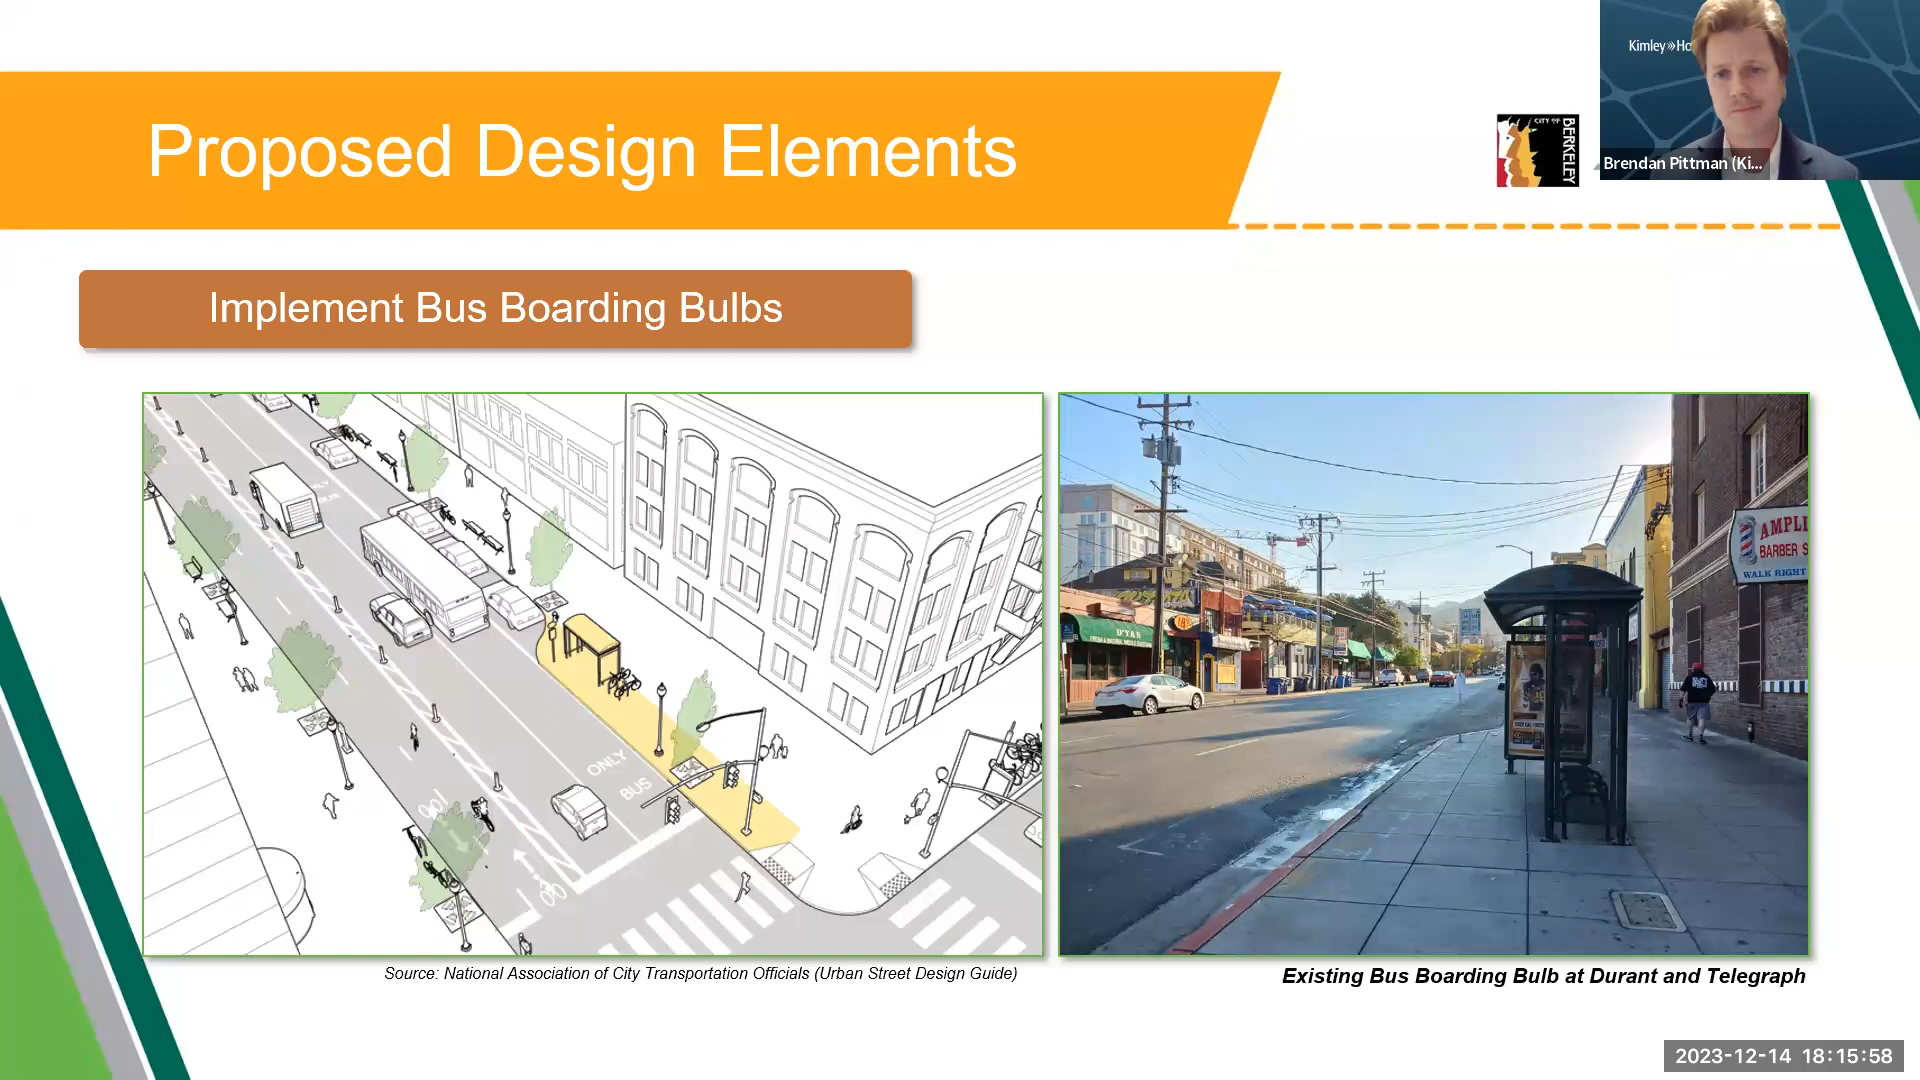 Kimley»Ho
CITY OF
BERKELEY
Brendan Pittman (Ki...
Proposed Design Elements
Implement Bus Boarding Bulbs
ONLY
BUS
AMPLI
BARBER S
WALK RIGHT
D'YAR
Source: National Association of City Transportation Officials (Urban Street Design Guide)
Existing Bus Boarding Bulb at Durant and Telegraph
2023-12-14 18:15:58